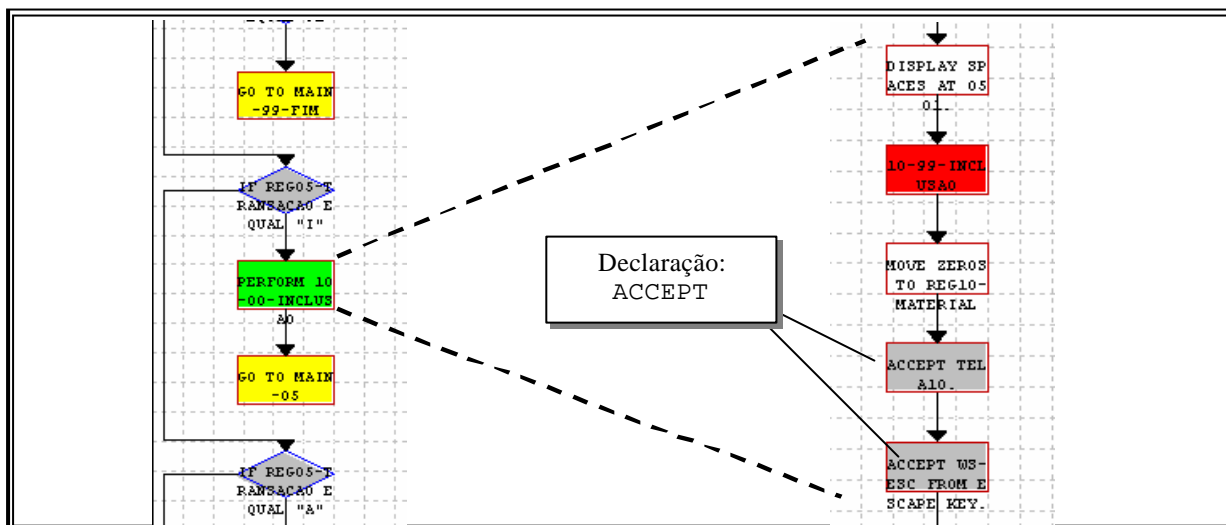 GO TO MAIN
-99-FIM
IF REG05-T
RANSACAO E
QUAL "I"
PERFORM 10
-00-INCLUS
AO
GO TO MAIN
-05
IF REG05-T
RANSACAO E
QUAL "A"
Declaração:
ACCEPT
DISPLAY SP
ACES AT 05
01.
10-99-INCL
USAO
MOVE ZEROS
TO REG10-
MATERIAL
ACCEPT TEL
A10.
ACCEPT WS-
ESC FROM E
SCAPE KEY.